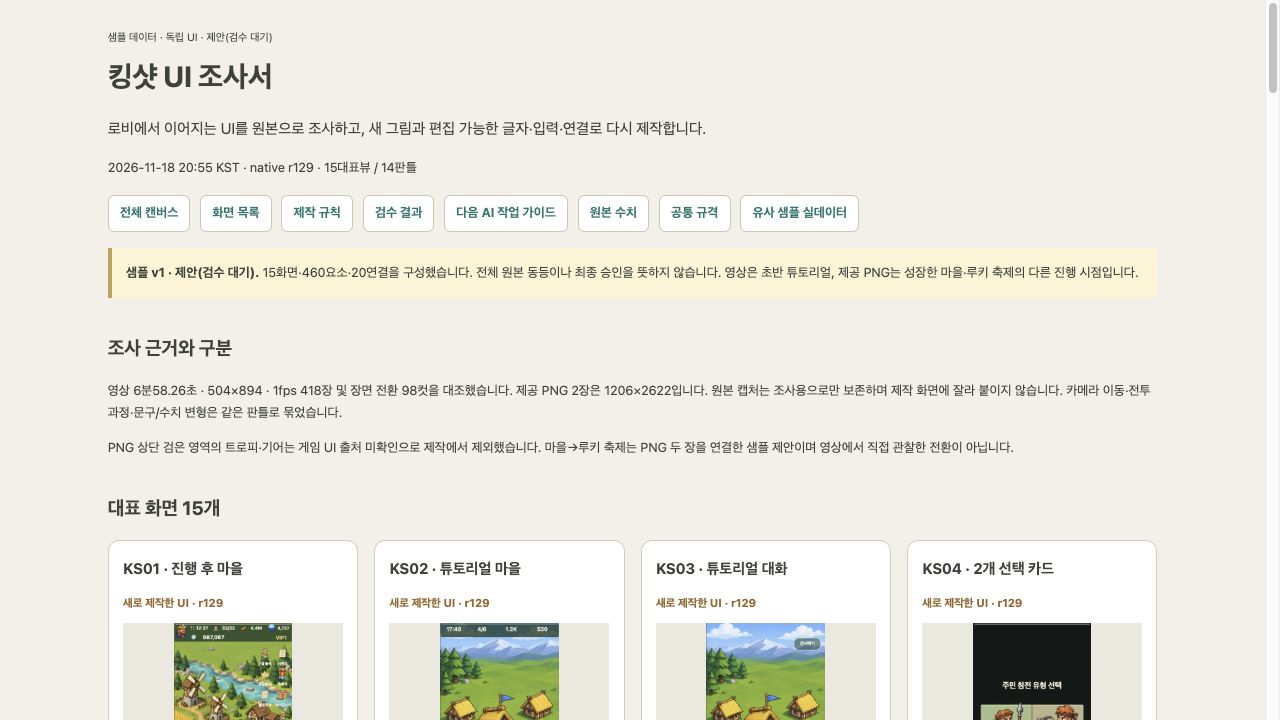 샘플 데이터 · 독립 UI · 제안(검수 대기)
킹샷 UI 조사서
로비에서 이어지는 UI를 원본으로 조사하고, 새 그림과 편집 가능한 글자·입력·연결로 다시 제작합니다.
2026-11-18 20:55 KST · native r129 · 15대표뷰 / 14판틀
전체 캔버스 화면 목록 제작 규칙 검수 결과 다음 AI 작업 가이드 원본 수치 공통 규격 유사 샘플 실데이터
샘플 v1 · 제안(검수 대기). 15화면·460요소·20연결을 구성했습니다. 전체 원본 동등이나 최종 승인을 뜻하지 않습니다. 영상은 초반 튜토리얼, 제공 PNG는 성장한 마을·루키 축제의 다른 진행 시점입니다.
조사 근거와 구분
영상 6분58.26초 · 504×894 · 1fps 418장 및 장면 전환 98컷을 대조했습니다. 제공 PNG 2장은 1206×2622입니다. 원본 캡처는 조사용으로만 보존하며 제작 화면에 잘라 붙이지 않습니다. 카메라 이동·전투
과정·문구/수치 변형은 같은 판틀로 묶었습니다.
PNG 상단 검은 영역의 트로피·기어는 게임 UI 출처 미확인으로 제작에서 제외했습니다. 마을→루키 축제는 PNG 두 장을 연결한 샘플 제안이며 영상에서 직접 관찰한 전환이 아닙니다.
대표 화면 15개
KS01 · 진행 후 마을
새로 제작한 UI · r129
887,087
VIP1
KS02 · 튜토리얼 마을
새로 제작한 UI · r129
17:40 4/6 1.2K 530
KS03 · 튜토리얼 대화
새로 제작한 UI · r129
KS04 · 2개 선택 카드
새로 제작한 UI · r129
주민 참전 유형 선택